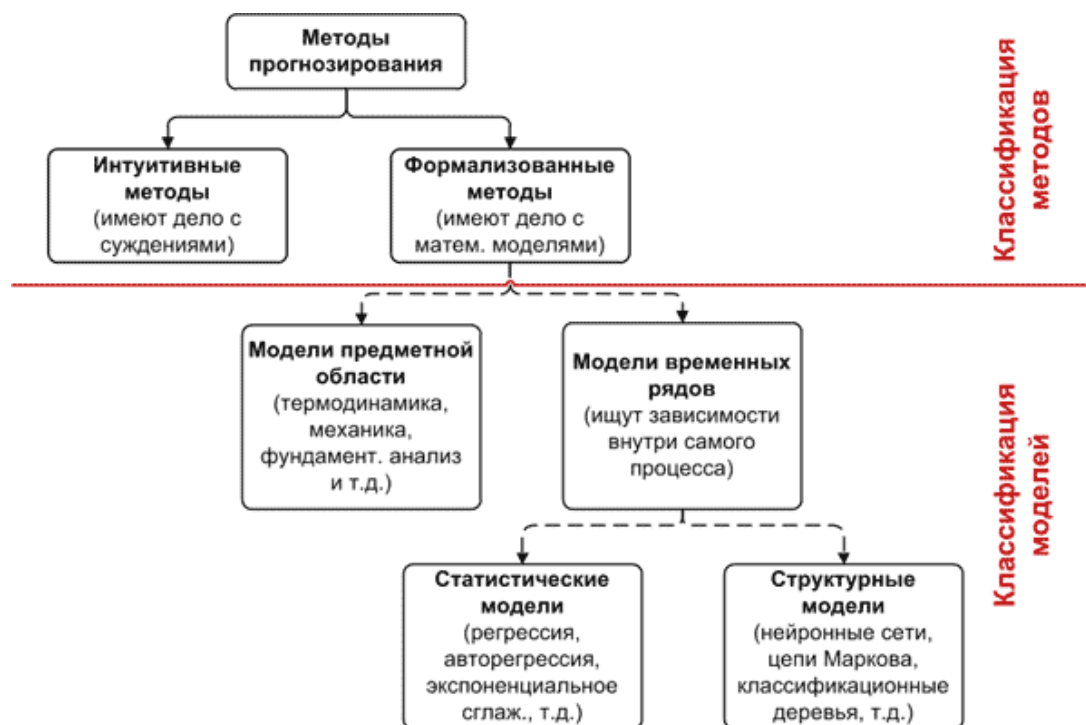 Методы
прогнозирования
Интуитивные
методы
(имеют дело с
суждениями)
Формализованные
методы
(имеют дело с
матем. моделями)
Классификация
методов
Модели предметной
области
(термодинамика,
механика,
фундамент. анализ
и т.д.)
Модели временных
рядов
(ищут зависимости
внутри самого
процесса)
Статистические
модели
(регрессия,
авторегрессия,
экспоненциальное
сглаж., т.д.)
Структурные
модели
(нейронные сети,
цепи Маркова,
классификационные
деревья, т.д.)
Классификация
моделей